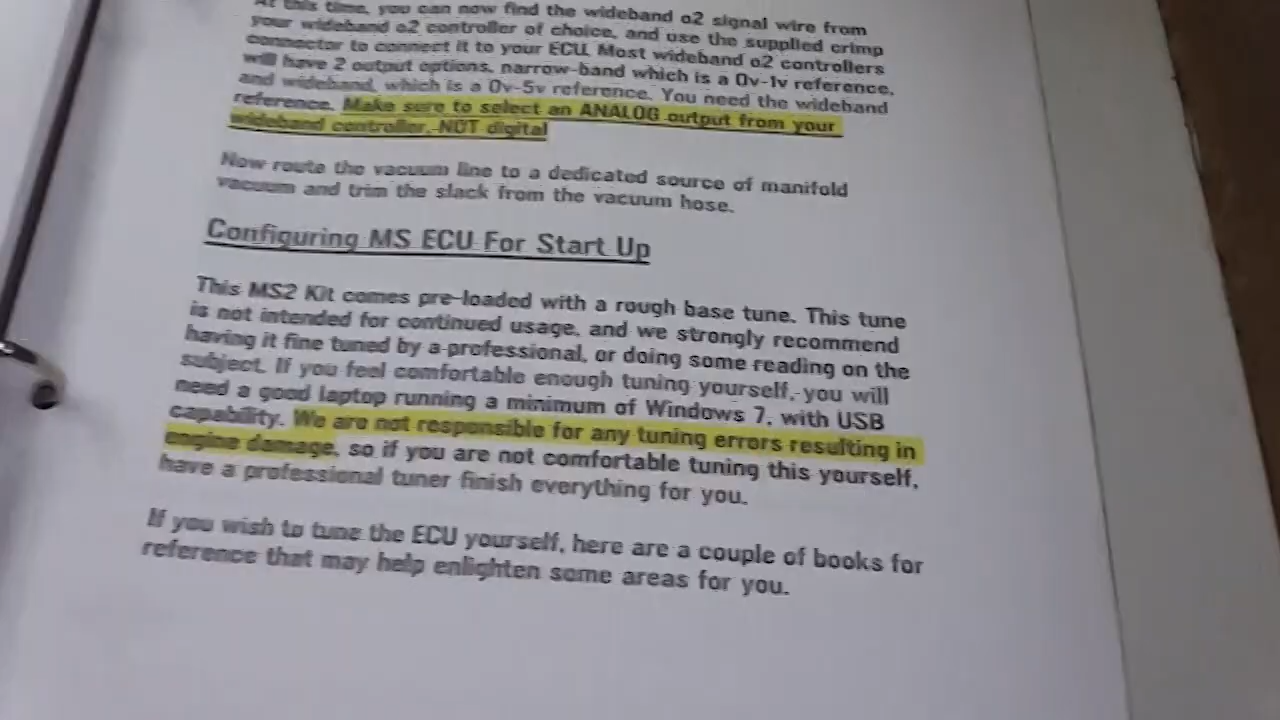 At this time, you can now find the wideband o2 signal wire from
your wideband o2 controller of choice, and use the supplied crimp
connector to connect it to your ECU. Most wideband o2 controllers
will have 2 output options, narrow-band which is a 0v-1v reference,
and wideband, which is a 0v-5v reference. You need the wideband
reference. Make sure to select an ANALOG output from your
wideband controller, NOT digital
Now route the vacuum line to a dedicated source of manifold
vacuum and trim the slack from the vacuum hose.
Configuring MS ECU For Start Up
This MS2 Kit comes pre-loaded with a rough base tune. This tune
is not intended for continued usage, and we strongly recommend
having it fine tuned by a professional, or doing some reading on the
subject. If you feel comfortable enough tuning yourself, you will
need a good laptop running a minimum of Windows 7, with USB
capability. We are not responsible for any tuning errors resulting in
engine damage, so if you are not comfortable tuning this yourself,
have a professional tuner finish everything for you.
If you wish to tune the ECU yourself, here are a couple of books for
reference that may help enlighten some areas for you.